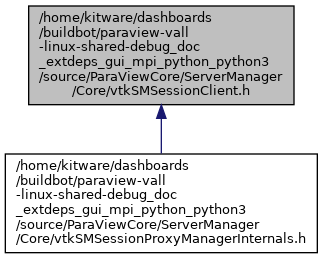 /home/kitware/dashboards
/buildbot/paraview-vall
-linux-shared-debug_doc
_extdeps_gui_mpi_python_python3
/source/ParaViewCore/ServerManager
/Core/vtkSMSessionClient.h
/home/kitware/dashboards
/buildbot/paraview-vall
-linux-shared-debug_doc
_extdeps_gui_mpi_python_python3
/source/ParaViewCore/ServerManager
/Core/vtkSMSessionProxyManagerInternals.h